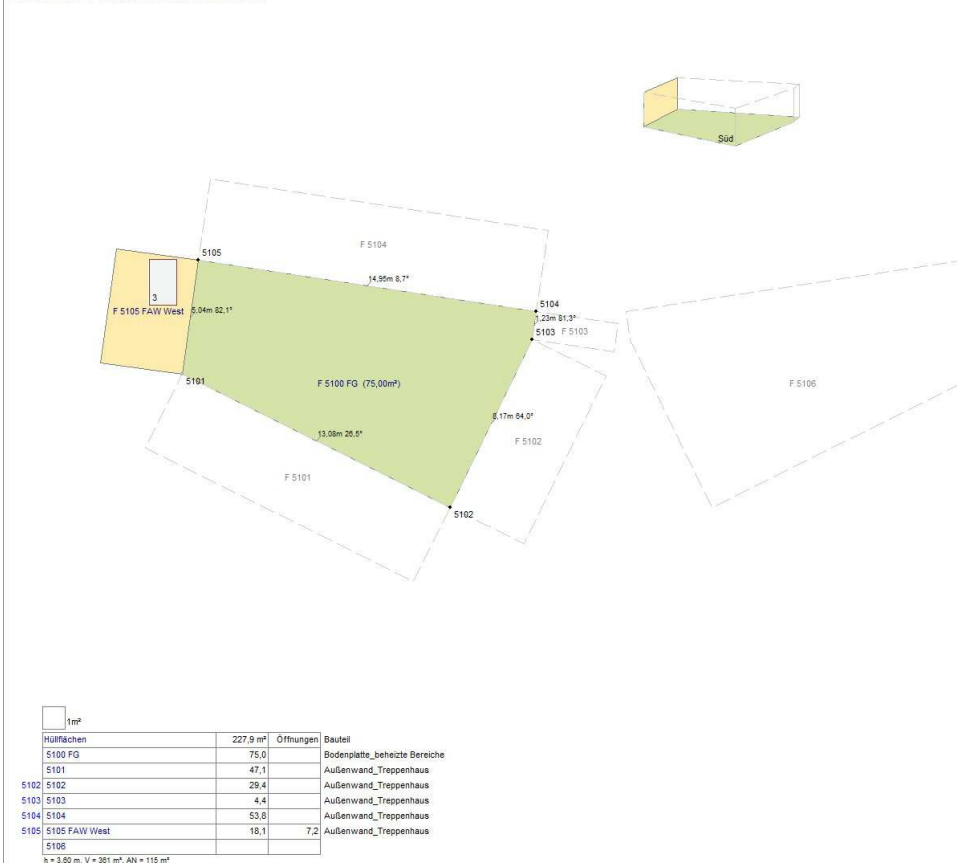 Süd
5105
F 5104
14,95m 8,7°
5104
1,23m 81,3°
F 5103
5103
3
F 5105 FAW West
5,04m 82,1°
5101
F 5100 FG (75,00m²)
F 5106
8,17m 64,0°
F 5102
13,08m 26,5°
F 5101
5102
1m²
Hüllflächen 227,9 m² Öffnungen Bauteil
5100 FG 75,0 Bodenplatte_beheizte Bereiche
5101 47,1 Außenwand_Treppenhaus
5102 5102 29,4 Außenwand_Treppenhaus
5103 5103 4,4 Außenwand_Treppenhaus
5104 5104 53,8 Außenwand_Treppenhaus
5105 5105 FAW West 18,1 7,2 Außenwand_Treppenhaus
5106
h = 3,60 m, V = 361 m³, AN = 115 m²